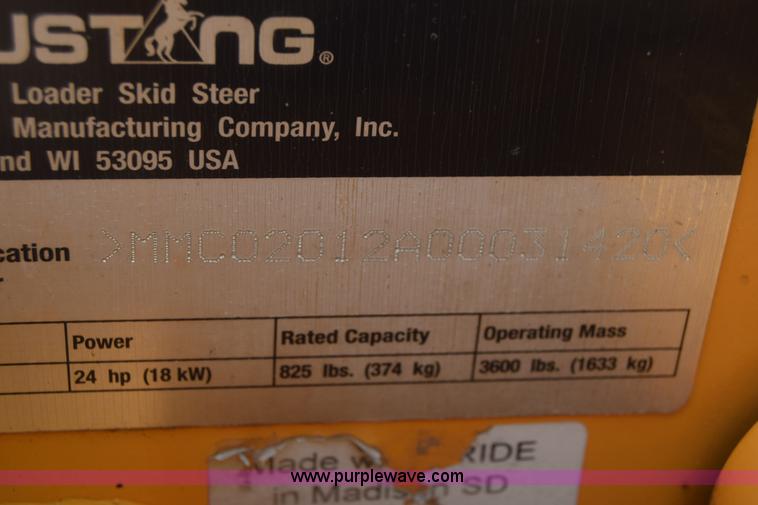 USTANG®
Loader Skid Steer
Manufacturing Company, Inc.
nd WI 53095 USA
cation
>MMC02012A00031420<
Power Rated Capacity Operating Mass
24 hp (18 kW) 825 lbs. (374 kg) 3600 lbs. (1633 kg)
Made RIDE
www.purplewave.com
in Madison SD